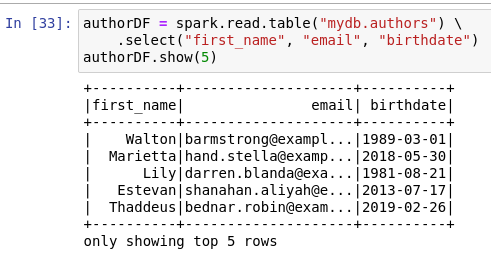 In [33]: authorDF = spark.read.table("mydb.authors") \
    .select("first_name", "email", "birthdate")
authorDF.show(5)
+----------+--------------------+----------+
|first_name|               email| birthdate|
+----------+--------------------+----------+
|    Walton|barmstrong@exampl...|1989-03-01|
|  Marietta|hand.stella@examp...|2018-05-30|
|      Lily|darren.blanda@exa...|1981-08-21|
|   Estevan|shanahan.aliyah@e...|2013-07-17|
|  Thaddeus|bednar.robin@exam...|2019-02-26|
+----------+--------------------+----------+
only showing top 5 rows